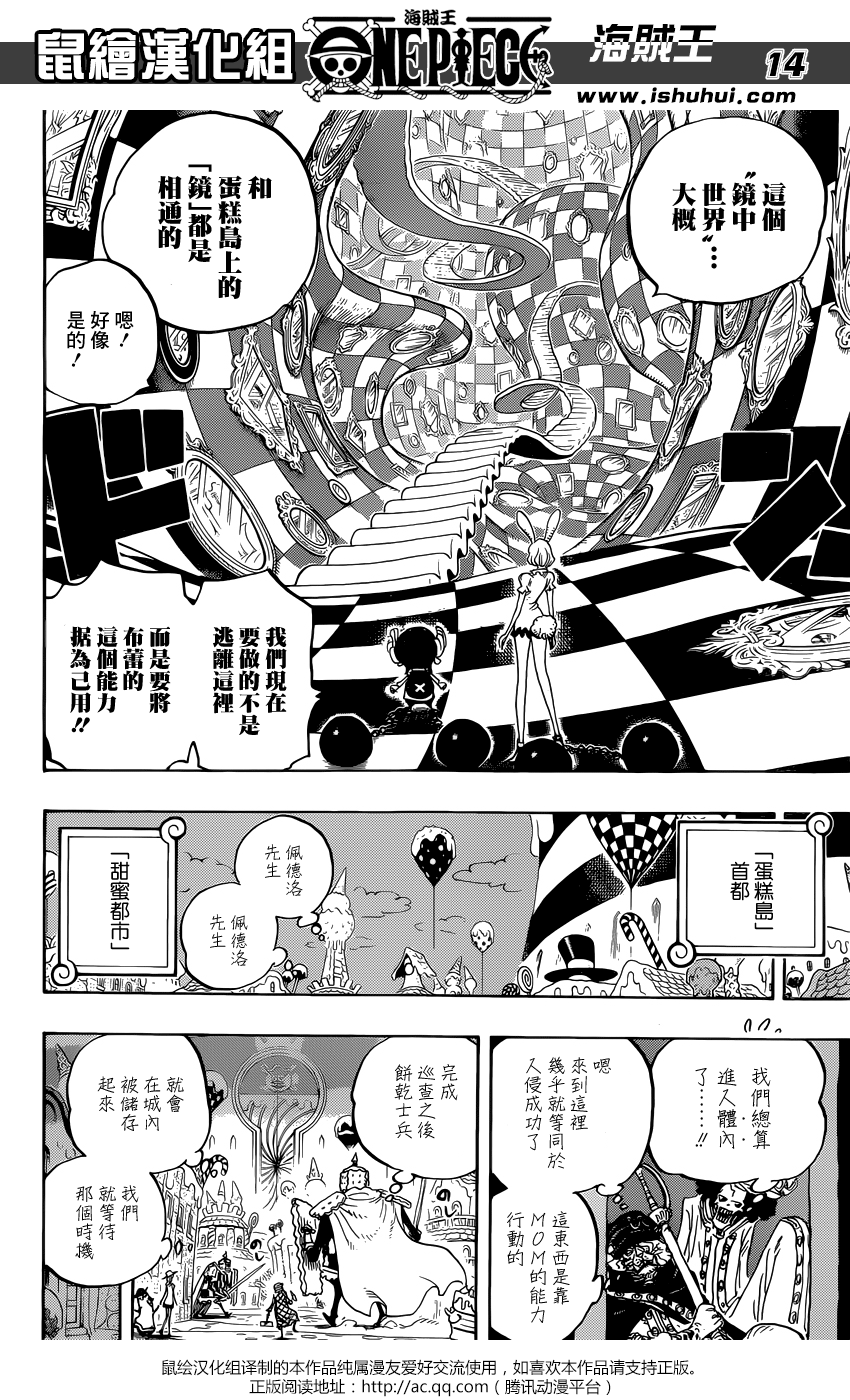 鼠繪漢化組
海賊王
ONE PIECE
海賊王
14
www.ishuhui.com
這個
〝鏡中
世界〞…
大概
和
蛋糕島上的
「鏡」都是
相通的
嗯！
好像
是的！
ドド
我們現在
要做的不是
逃離這裡
而是要將
布蕾的
這個能力
据為己用!!
「蛋糕島」
首都
「甜蜜都市」
佩德洛
先生
佩德洛
先生
我們總算
進入體內
了……!!
嗯
來到這裡
幾乎就等同於
入侵成功了
這東西是靠
MOM的能力
行動的
完成
巡查之後
餅乾士兵
就會
在城內
被儲存
起來
我們
就等待
那個時機
鼠绘汉化组译制的本作品纯属漫友爱好交流使用，如喜欢本作品请支持正版。
正版阅读地址：http://ac.qq.com（腾讯动漫平台）